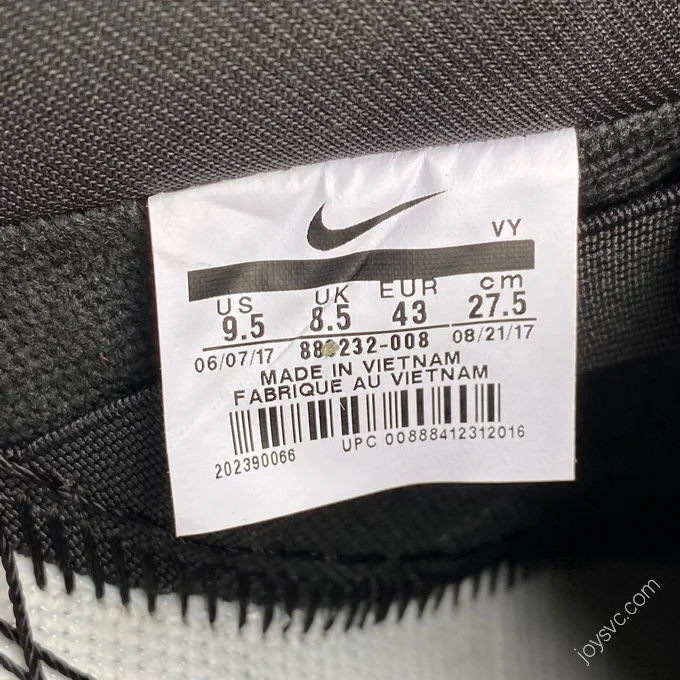 VY
US UK EUR cm
9.5 8.5 43 27.5
06/07/17 08/21/17
MADE IN VIETNAM
FABRIQUE AU VIETNAM
202390066 UPC 00888412312016
joysvc.com